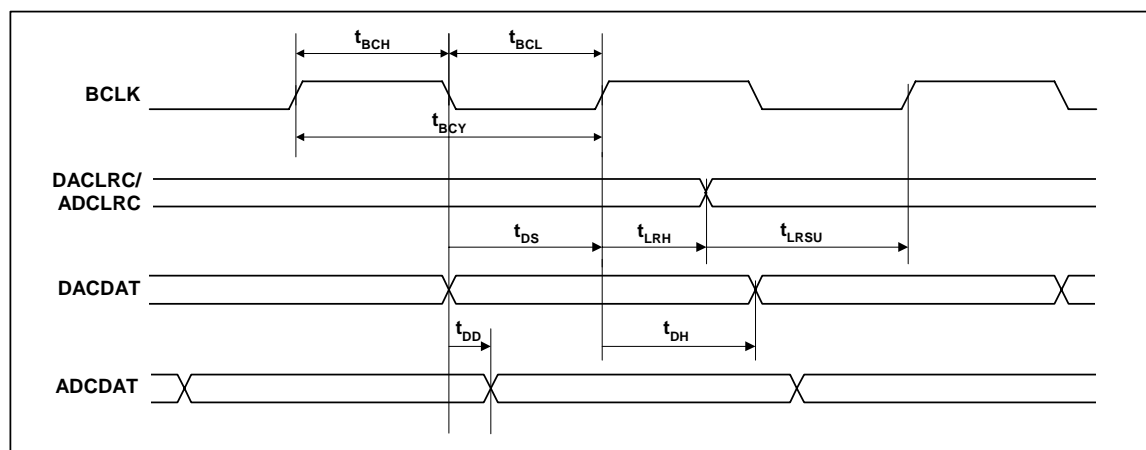 tBCH
tBCL
BCLK
tBCY
DACLRC/
ADCLRC
tDS
tLRH
tLRSU
DACDAT
tDD
tDH
ADCDAT